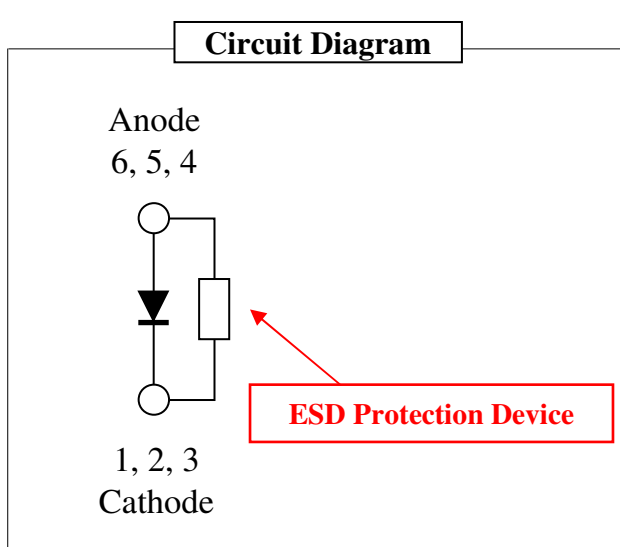 Circuit Diagram
Anode
6, 5, 4
ESD Protection Device
1, 2, 3
Cathode